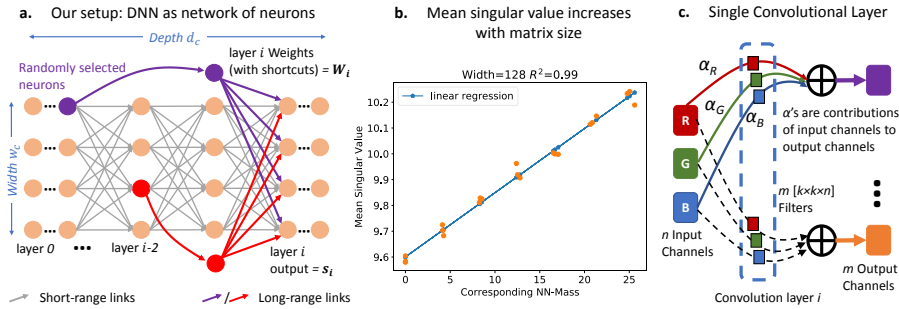 a. Our setup: DNN as network of neurons
Depth d_c
Randomly selected
neurons
layer i Weights
(with shortcuts) = W_i
Width w_c
layer 0
layer i-2
layer i
output = s_i
Short-range links
Long-range links
b. Mean singular value increases
with matrix size
Width=128 R²=0.99
linear regression
Mean Singular Value
10.2
10.1
10.0
9.9
9.8
9.7
9.6
0 5 10 15 20 25
Corresponding NN-Mass
c. Single Convolutional Layer
α_R
α_G
α_B
R
G
B
α's are contributions
of input channels to
output channels
m [k×k×n]
Filters
n Input
Channels
m Output
Channels
Convolution layer i